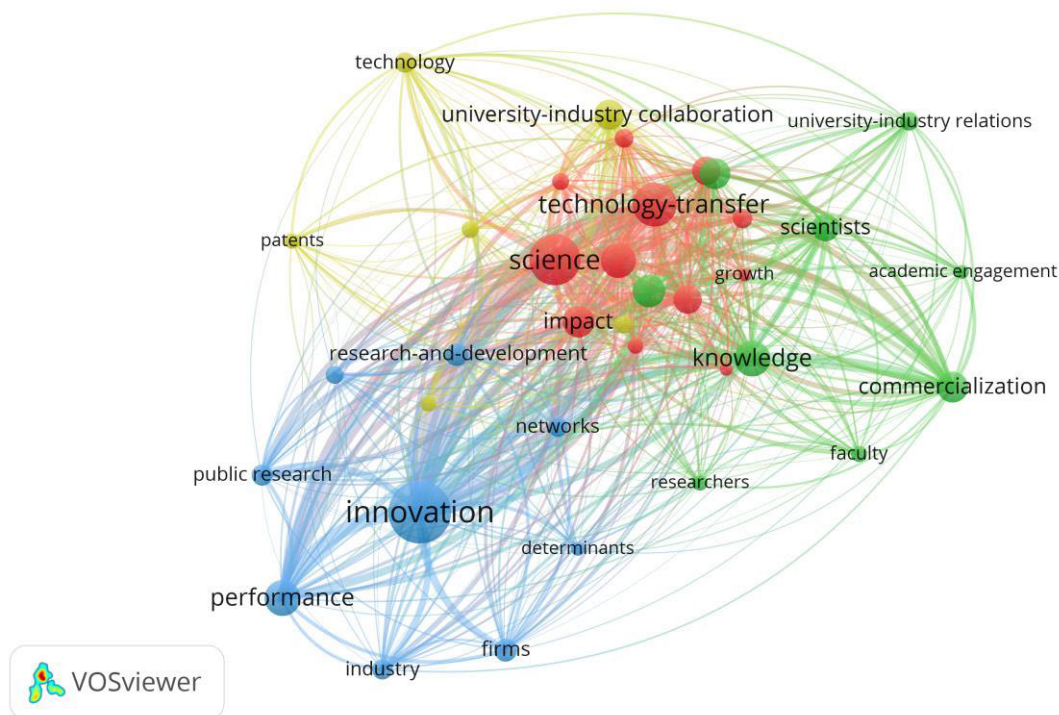 technology
university-industry collaboration
university-industry relations
technology-transfer
scientists
patents
science
growth
academic engagement
impact
research-and-development
knowledge
commercialization
networks
faculty
public research
researchers
innovation
determinants
performance
firms
industry
VOSviewer